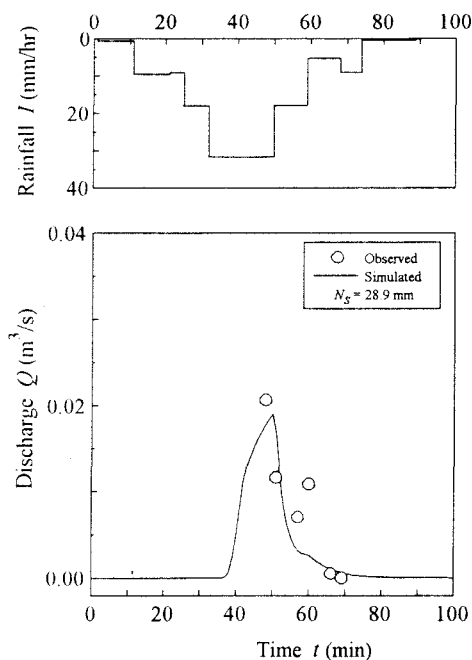 0 20 40 60 80 100
0
20
40
Rainfall I (mm/hr)
0.04
0.02
0.00
Discharge Q (m³/s)
Observed
Simulated
N_S = 28.9 mm
0 20 40 60 80 100
Time t (min)